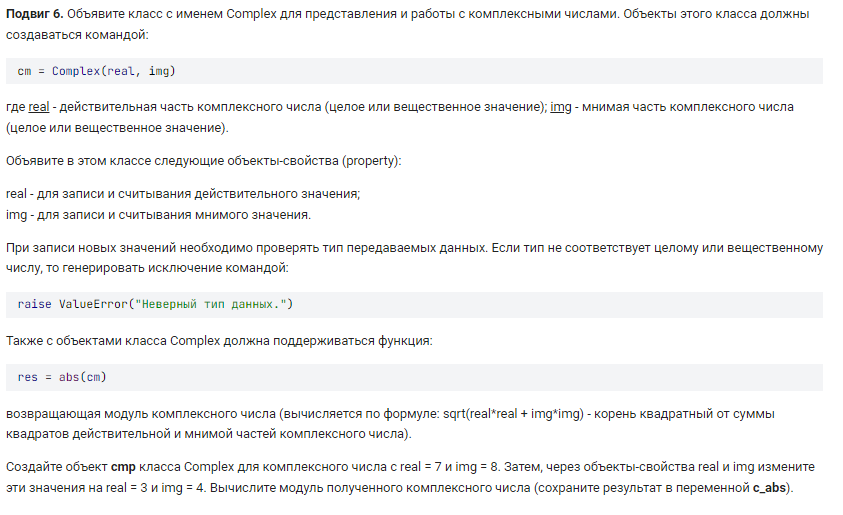 Подвиг 6. Объявите класс с именем Complex для представления и работы с комплексными числами. Объекты этого класса должны
создаваться командой:
cm = Complex(real, img)
где real - действительная часть комплексного числа (целое или вещественное значение); img - мнимая часть комплексного числа
(целое или вещественное значение).
Объявите в этом классе следующие объекты-свойства (property):
real - для записи и считывания действительного значения;
img - для записи и считывания мнимого значения.
При записи новых значений необходимо проверять тип передаваемых данных. Если тип не соответствует целому или вещественному
числу, то генерировать исключение командой:
raise ValueError("Неверный тип данных.")
Также с объектами класса Complex должна поддерживаться функция:
res = abs(cm)
возвращающая модуль комплексного числа (вычисляется по формуле: sqrt(real*real + img*img) - корень квадратный от суммы
квадратов действительной и мнимой частей комплексного числа).
Создайте объект cmp класса Complex для комплексного числа с real = 7 и img = 8. Затем, через объекты-свойства real и img измените
эти значения на real = 3 и img = 4. Вычислите модуль полученного комплексного числа (сохраните результат в переменной c_abs).